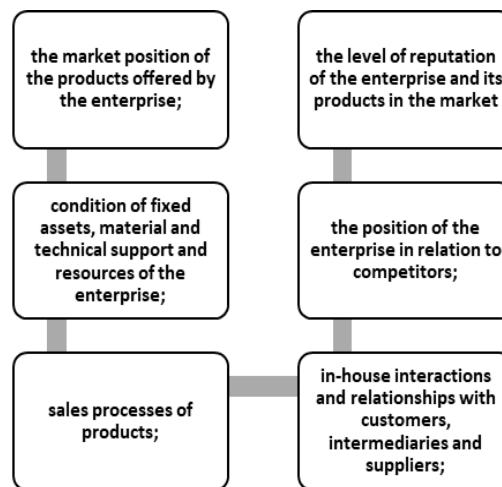 the market position of
the products offered by
the enterprise;
condition of fixed
assets, material and
technical support and
resources of the
enterprise;
sales processes of
products;
in-house interactions
and relationships with
customers,
intermediaries and
suppliers;
the position of the
enterprise in relation to
competitors;
the level of reputation
of the enterprise and its
products in the market